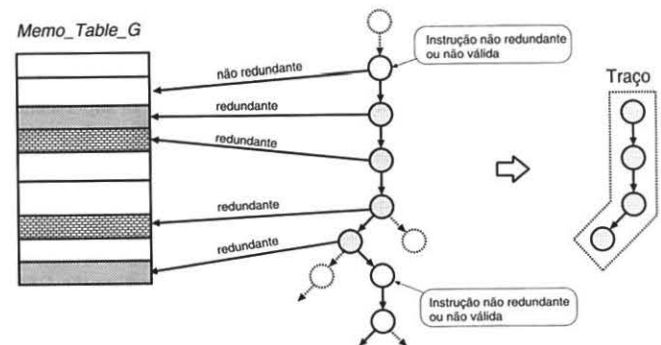 Memo_Table_G
Instrução não redundante
ou não válida
não redundante
Traço
redundante
redundante
redundante
redundante
Instrução não redundante
ou não válida